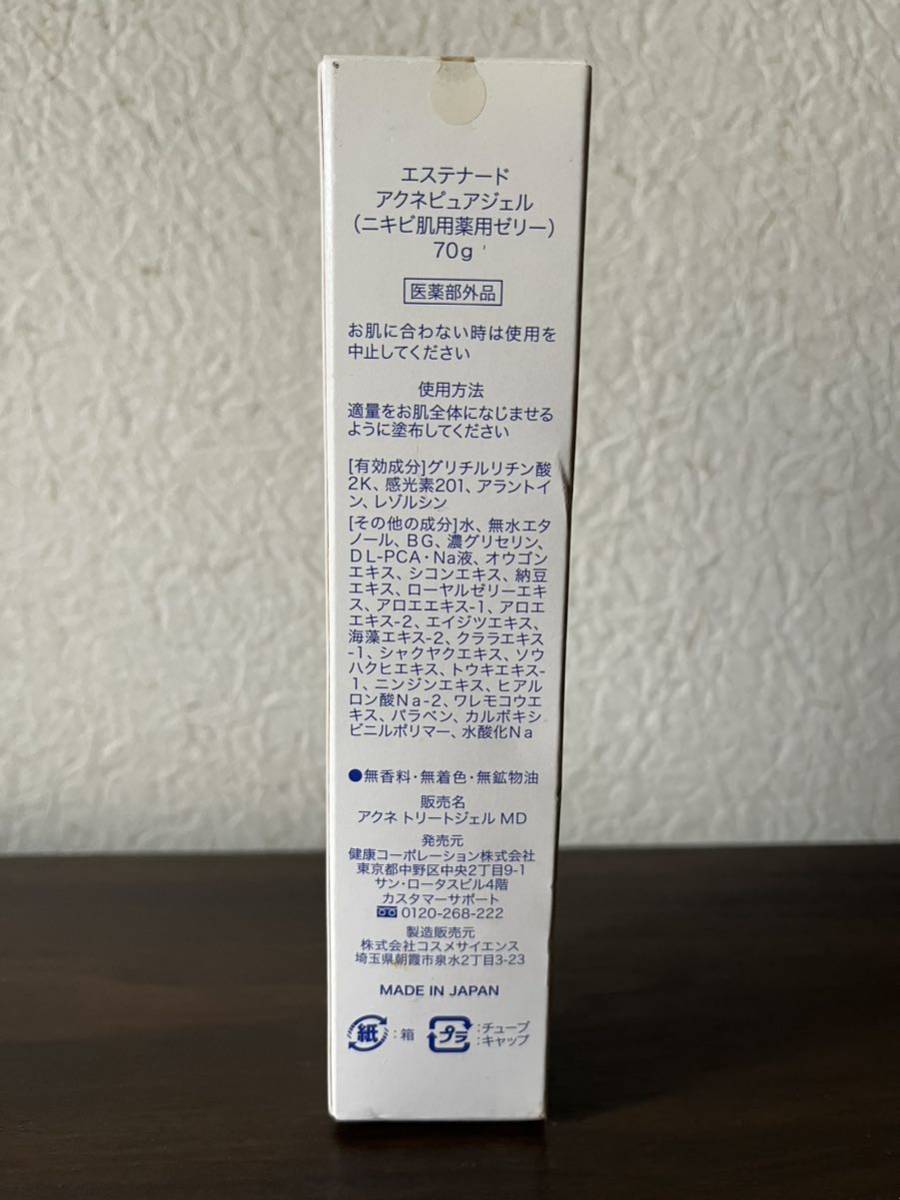 エステナード
アクネピュアジェル
(ニキビ肌用薬用ゼリー)
70g
医薬部外品
お肌に合わない時は使用を
中止してください
使用方法
適量をお肌全体になじませる
ように塗布してください
[有効成分]グリチルリチン酸
2K、感光素201、アラントイ
ン、レゾルシン
[その他の成分]水、無水エタ
ノール、BG、濃グリセリン、
DL-PCA・Na液、オウゴン
エキス、シコンエキス、納豆
エキス、ローヤルゼリーエキ
ス、アロエエキス-1、アロエ
エキス-2、エイジツエキス、
海藻エキス-2、クララエキス
-1、シャクヤクエキス、ソウ
ハクヒエキス、トウキエキス-
1、ニンジンエキス、ヒアル
ロン酸Na-2、ワレモコウエ
キス、パラベン、カルボキシ
ビニルポリマー、水酸化Na
●無香料・無着色・無鉱物油
販売名
アクネ トリートジェル MD
発売元
健康コーポレーション株式会社
東京都中野区中央2丁目9-1
サン・ロータスビル4階
カスタマーサポート
0120-268-222
製造販売元
株式会社コスメサイエンス
埼玉県朝霞市泉水2丁目3-23
MADE IN JAPAN
紙:箱 プラ:チューブ
:キャップ